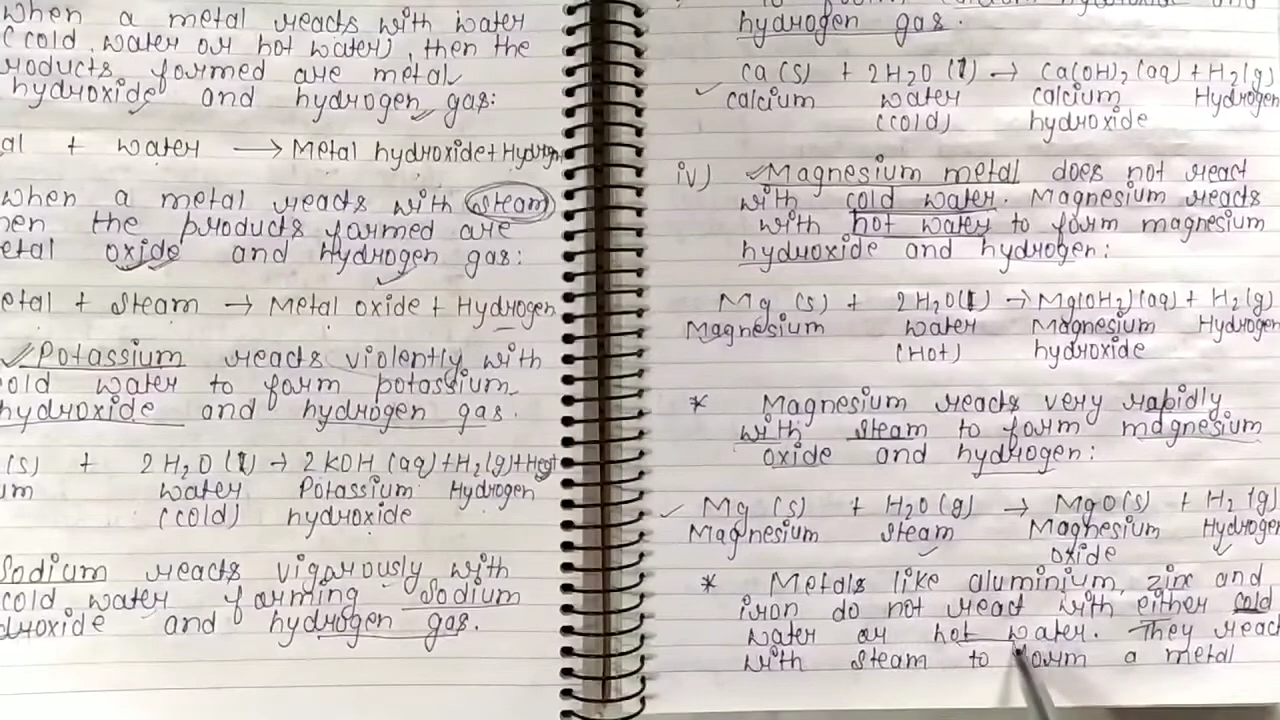 when a metal reacts with water
(cold water or hot water), then the
roducts formed are metal
hydroxide and hydrogen gas:
al + water → Metal hydroxide + Hydrogn
when a metal reacts with steam
hen the products formed are
etal oxide and hydrogen gas:
etal + steam → Metal oxide + Hydrogen
Potassium reacts violently with
old water to form potassium
hydroxide and hydrogen gas.
(s) + 2H2O (l) → 2KOH (aq) + H2(g) + Heat
um water Potassium Hydrogen
(cold) hydroxide
Sodium reacts vigarously with
cold water farming Sodium
droxide and hydrogen gas.
hydrogen gas.
Ca (s) + 2H2O (l) → Ca(OH)2 (aq) + H2(g)
calcium water calcium Hydrogen
(cold) hydroxide
iv) Magnesium metal does not react
with cold water. Magnesium reacts
with hot water to form magnesium
hydroxide and hydrogen:
Mg (s) + 2H2O(l) → Mg(OH2)(aq) + H2(g)
Magnesium water Magnesium Hydrogen
(Hot) hydroxide
* Magnesium reacts very rapidly
with steam to form magnesium
oxide and hydrogen:
Mg (s) + H2O(g) → MgO(s) + H2(g)
Magnesium steam Maghesium Hydrogen
oxide
* Metals like aluminium, zinc and
iron do not react with either cold
water or hot water. They reac
with steam to form a metal